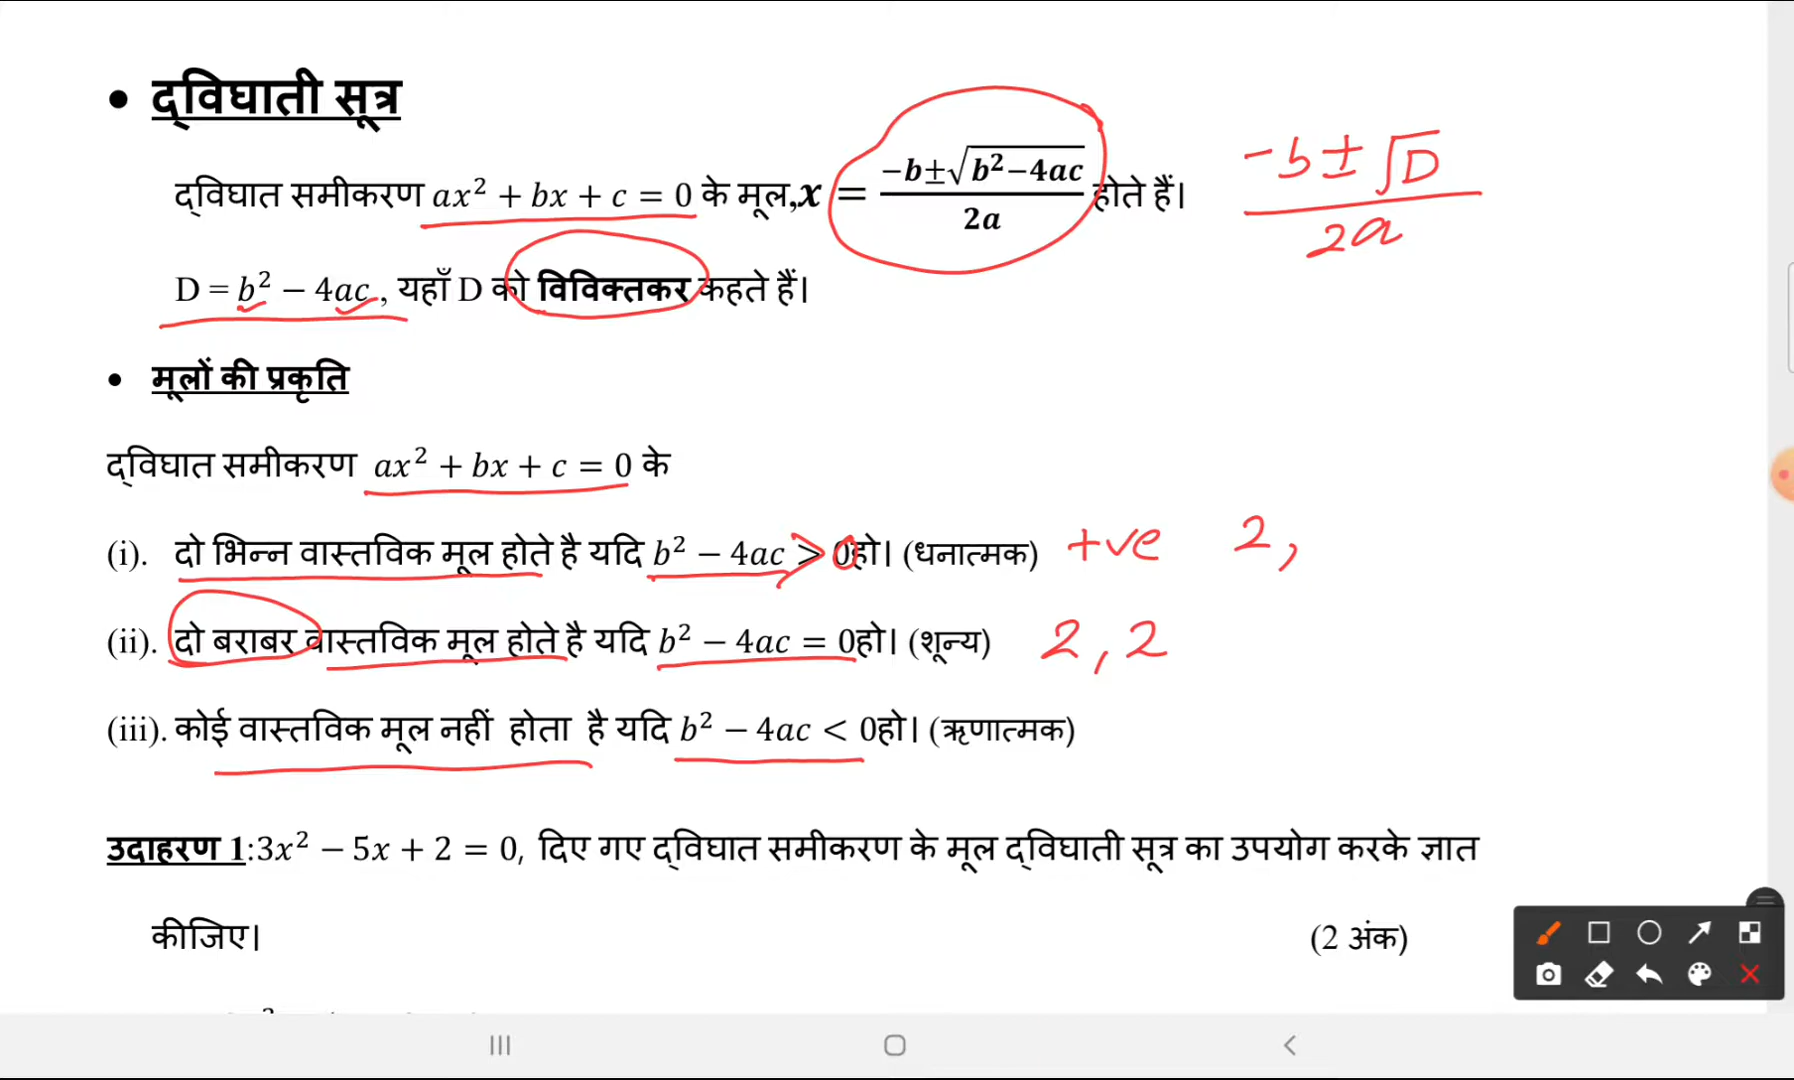 • द्विघाती सूत्र
द्विघात समीकरण ax² + bx + c = 0 के मूल,x = (-b±√(b²−4ac))/2a होते हैं।
-b ± √D
2a
D = b² − 4ac , यहाँ D को विविक्तकर कहते हैं।
• मूलों की प्रकृति
द्विघात समीकरण ax² + bx + c = 0 के
(i). दो भिन्न वास्तविक मूल होते है यदि b² − 4ac > 0हो। (धनात्मक) +ve 2,
(ii). दो बराबर वास्तविक मूल होते है यदि b² − 4ac = 0हो। (शून्य) 2, 2
(iii). कोई वास्तविक मूल नहीं होता है यदि b² − 4ac < 0हो। (ऋणात्मक)
उदाहरण 1:3x² − 5x + 2 = 0, दिए गए द्विघात समीकरण के मूल द्विघाती सूत्र का उपयोग करके ज्ञात
कीजिए। (2 अंक)